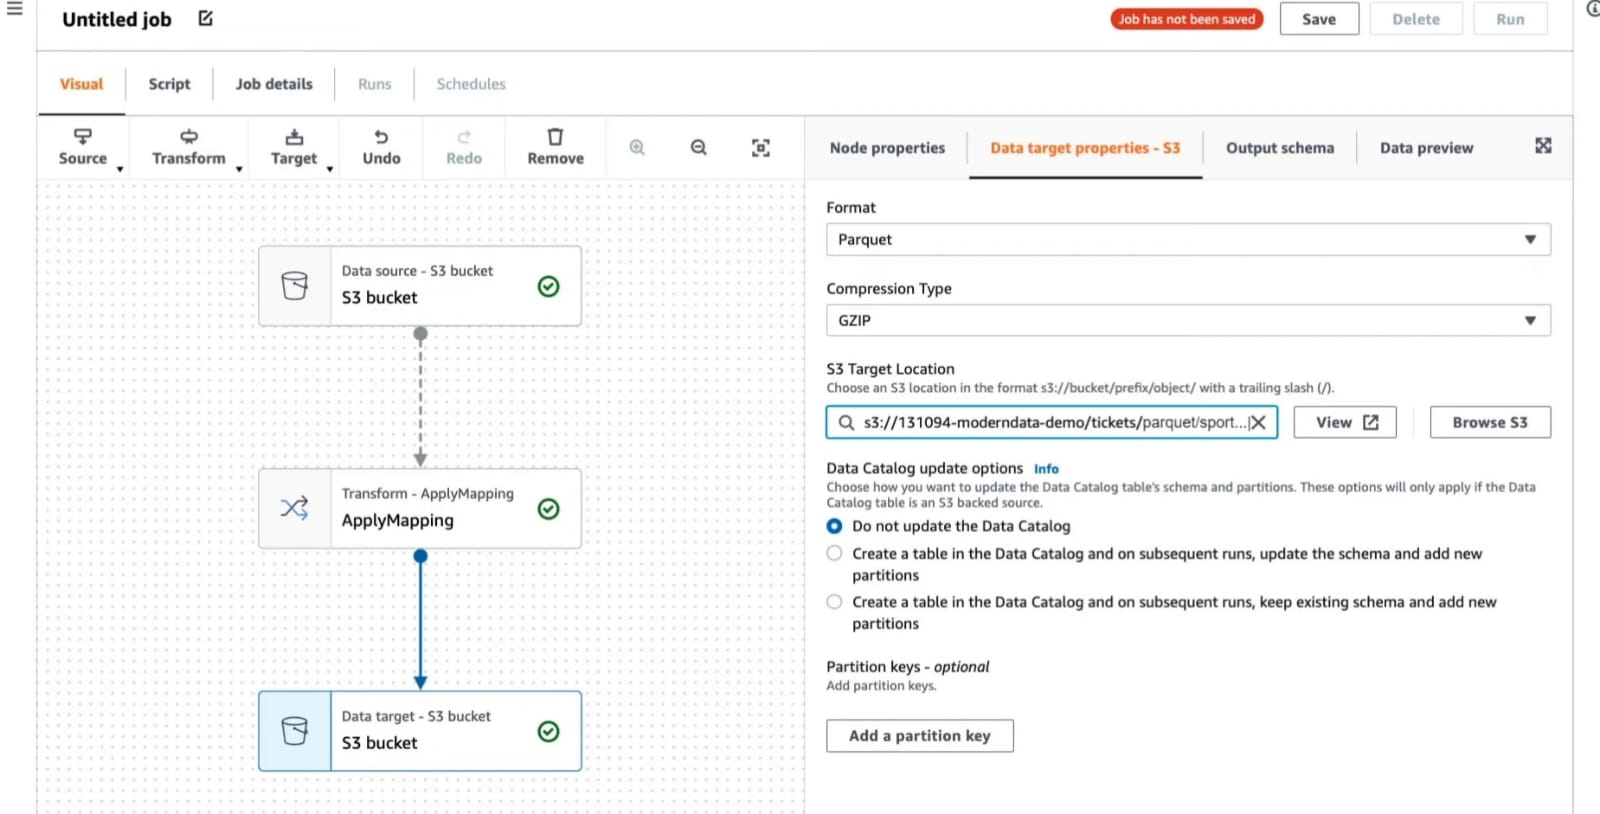 Untitled job
Job has not been saved
Save
Delete
Run
Visual
Script
Job details
Runs
Schedules
Source
Transform
Target
Undo
Redo
Remove
Node properties
Data target properties - S3
Output schema
Data preview
Data source - S3 bucket
S3 bucket
Transform - ApplyMapping
ApplyMapping
Data target - S3 bucket
S3 bucket
Format
Parquet
Compression Type
GZIP
S3 Target Location
Choose an S3 location in the format s3://bucket/prefix/object/ with a trailing slash (/).
s3://131094-moderndata-demo/tickets/parquet/sport...
View
Browse S3
Data Catalog update options Info
Choose how you want to update the Data Catalog table's schema and partitions. These options will only apply if the Data
Catalog table is an S3 backed source.
Do not update the Data Catalog
Create a table in the Data Catalog and on subsequent runs, update the schema and add new
partitions
Create a table in the Data Catalog and on subsequent runs, keep existing schema and add new
partitions
Partition keys - optional
Add partition keys.
Add a partition key